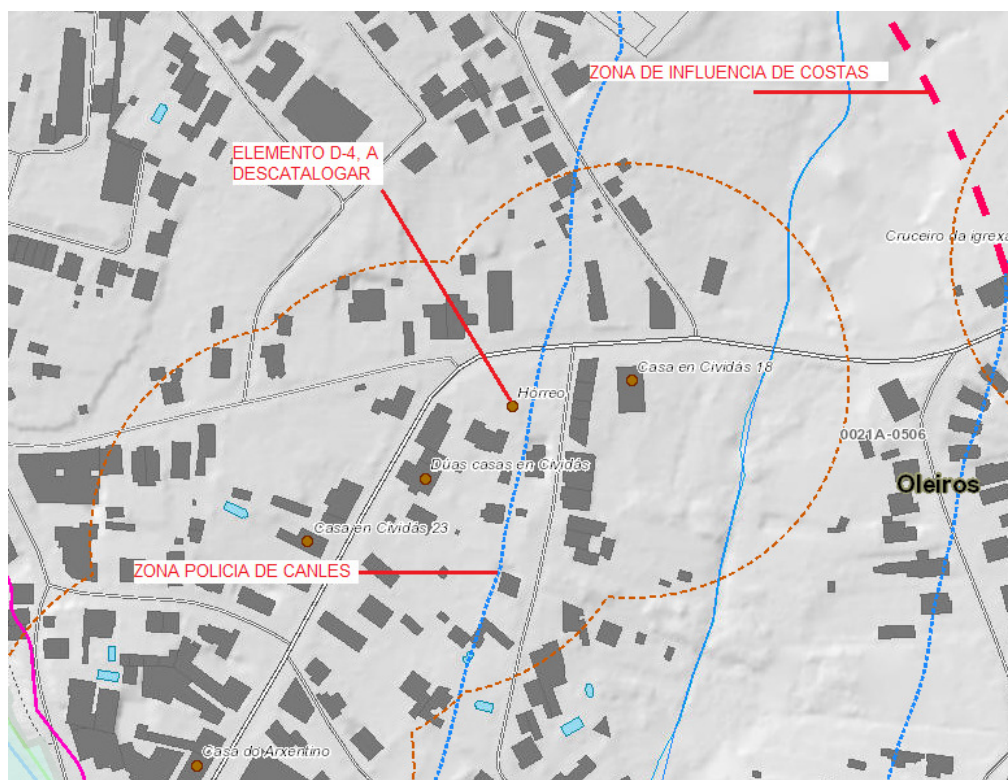 ZONA DE INFLUENCIA DE COSTAS
ELEMENTO D-4, A
DESCATALOGAR
Cruceiro da igrexa
Casa en Cividás 18
Hórreo
0021A-0506
Dúas casas en Cividás
Oleiros
Casa en Cividás 23
ZONA POLICIA DE CANLES
Casa do Arxentino